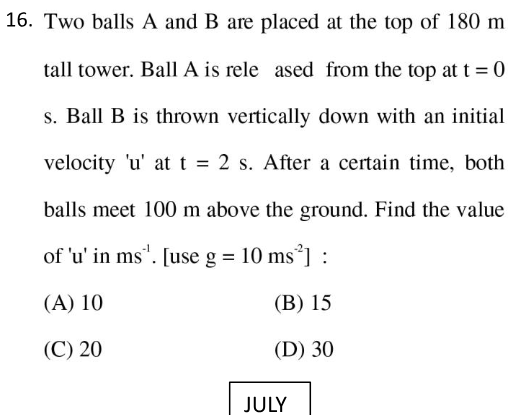 16. Two balls A and B are placed at the top of 180 m
tall tower. Ball A is rele ased from the top at t = 0
s. Ball B is thrown vertically down with an initial
velocity 'u' at t = 2 s. After a certain time, both
balls meet 100 m above the ground. Find the value
of 'u' in ms⁻¹. [use g = 10 ms⁻²] :
(A) 10 (B) 15
(C) 20 (D) 30
JULY